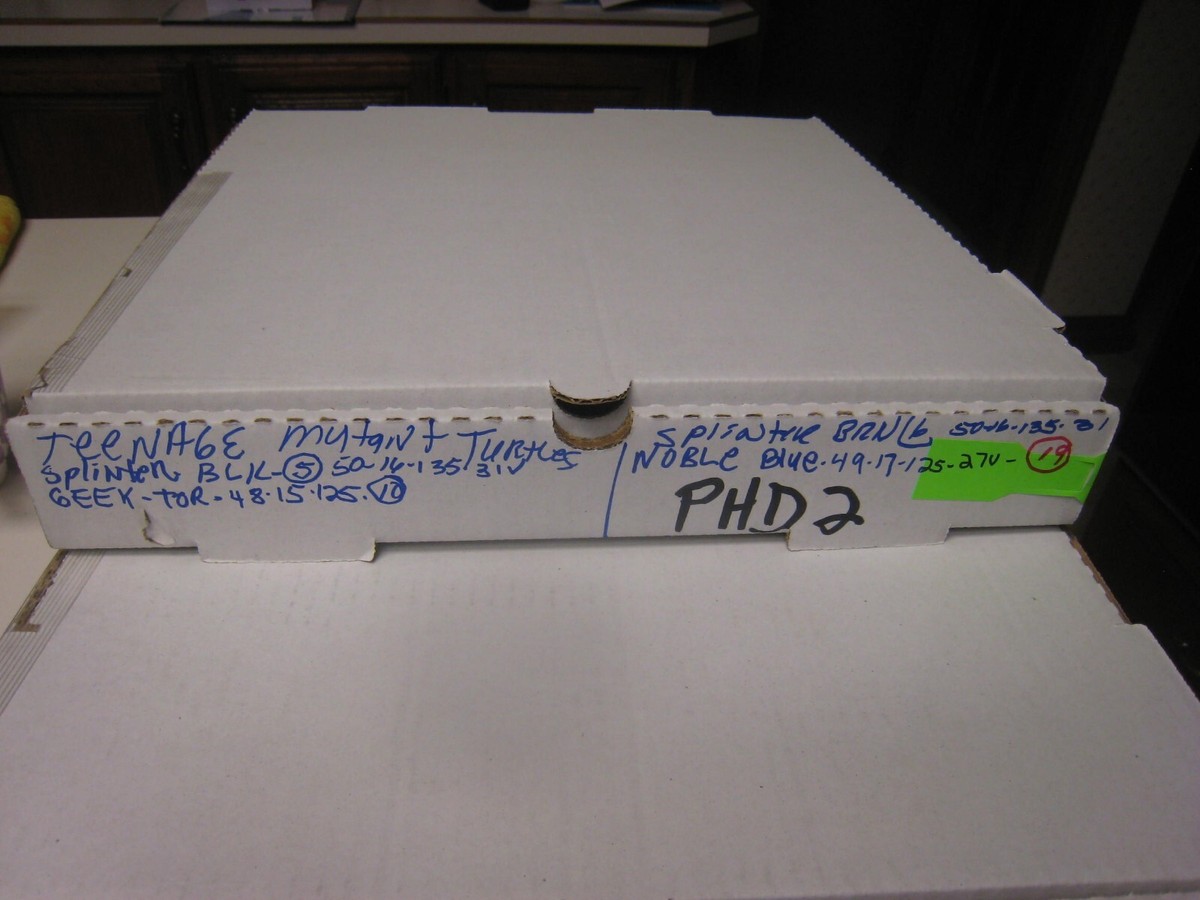 TEENAGE MUTANT TURTLES
SPLINTER BLK-(5) 50-16-135/31V
GEEK-TOR-48-15-125-(10)
SPLINTER 50-16-135-31
NOBLE BLUE-49-17-125-27V-(19)
PHD2